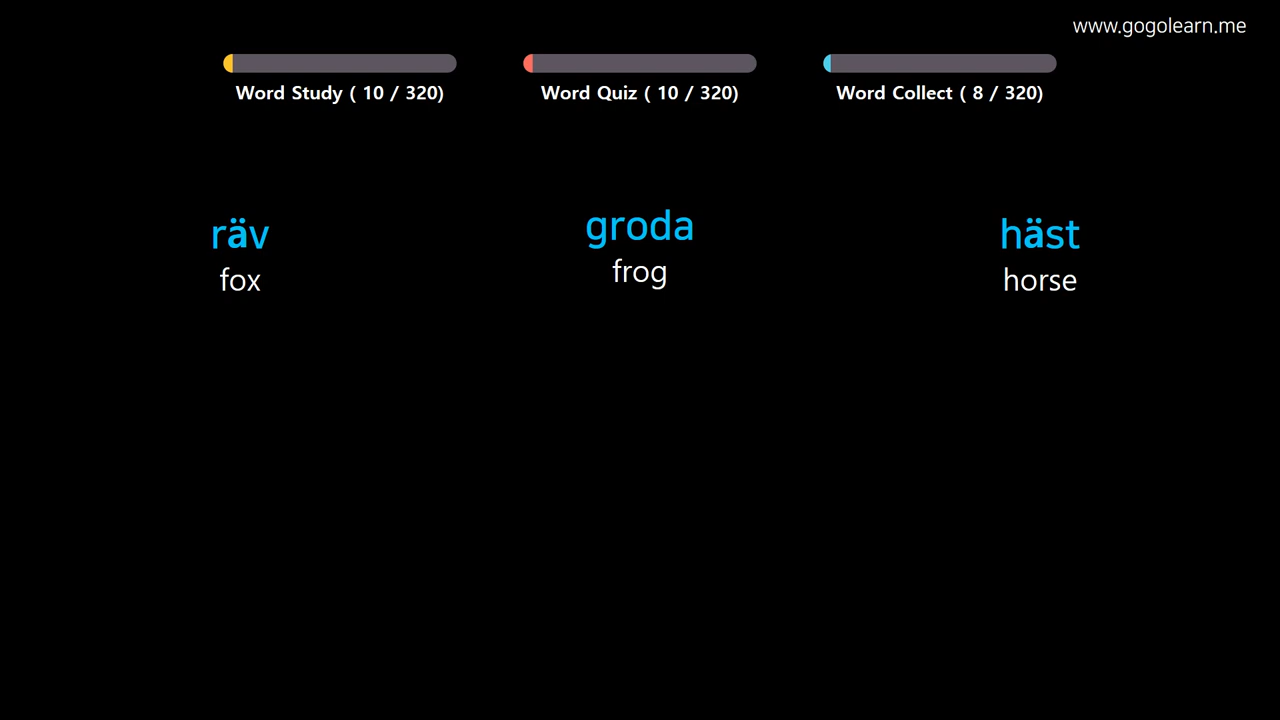 www.gogolearn.me
Word Study ( 10 / 320)
Word Quiz ( 10 / 320)
Word Collect ( 8 / 320)
räv
fox
groda
frog
häst
horse